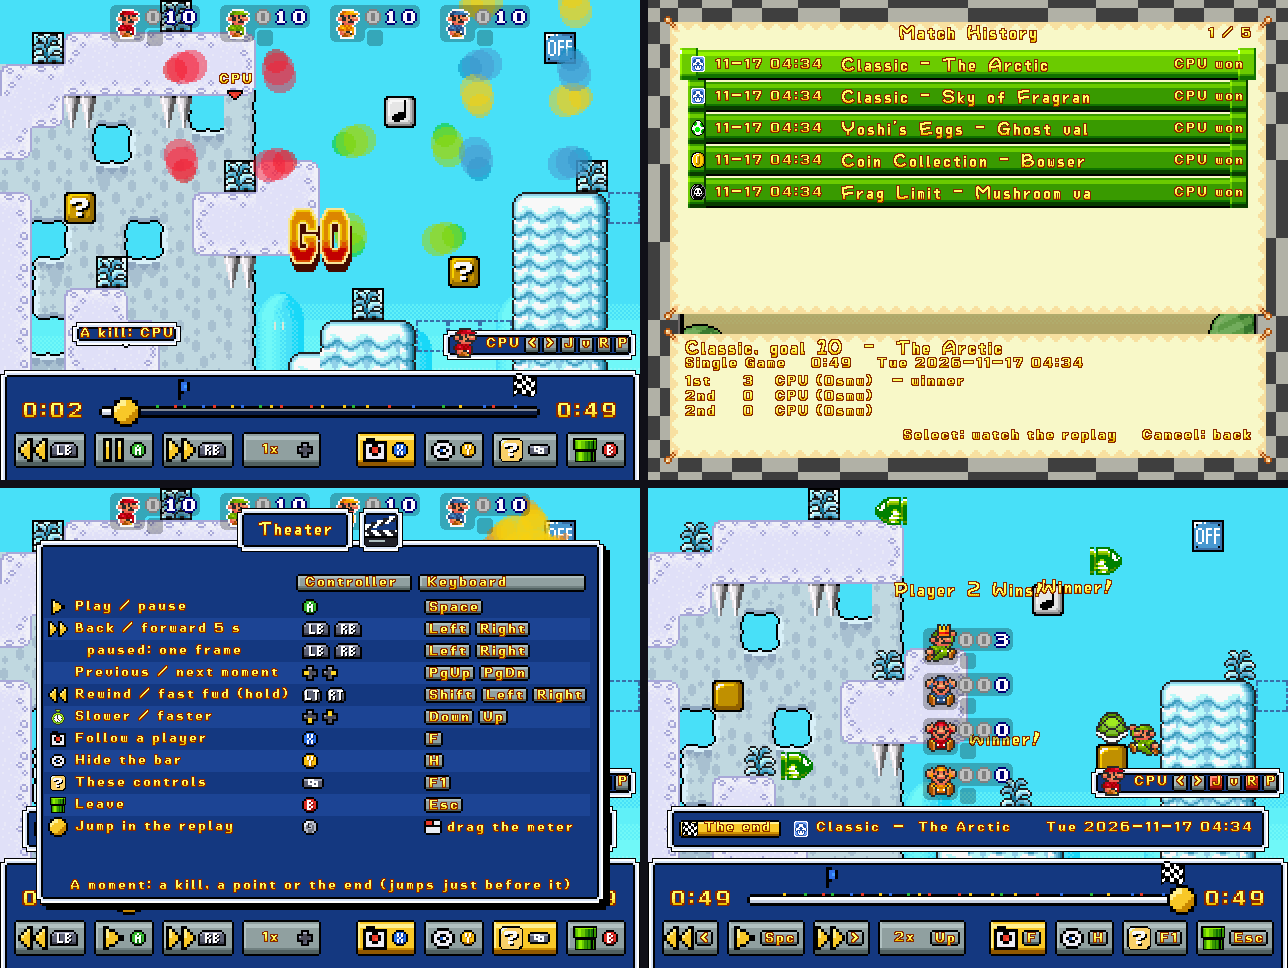 010 010 010 010
OFF
CPU
GO
A kill: CPU
CPU < > J U R P
0:02 0:49
LB A RB 1x X Y B
Match History 1 / 5
11-17 04:34 Classic - The Arctic CPU won
11-17 04:34 Classic - Sky of Fragran CPU won
11-17 04:34 Yoshi's Eggs - Ghost val CPU won
11-17 04:34 Coin Collection - Bowser CPU won
11-17 04:34 Frag Limit - Mushroom va CPU won
Classic, goal 10 - The Arctic
Single Game 0:49 Tue 2026-11-17 04:34
1st 3 CPU (0snw) - winner
2nd 0 CPU (0snw)
2nd 0 CPU (0snw)
Select: watch the replay Cancel: back
010 010 010 010
Theater
Controller Keyboard
Play / pause A Space
Back / forward 5 s LB RB Left Right
paused: one frame LB RB Left Right
Previous / next moment PgUp PgDn
Rewind / fast fwd (hold) LT RT Shift Left Right
Slower / faster Down Up
Follow a player X F
Hide the bar Y H
These controls F1
Leave B Esc
Jump in the replay drag the meter
A moment: a kill, a point or the end (jumps just before it)
P
LB A RB 1x X Y B
OFF
Player 2 Wins! Winner!
003
000
000
Winner!
000
CPU < > J U R P
The end Classic - The Arctic Tue 2026-11-17 04:34
0:49 0:49
< Spc > 2x Up F H F1 Esc